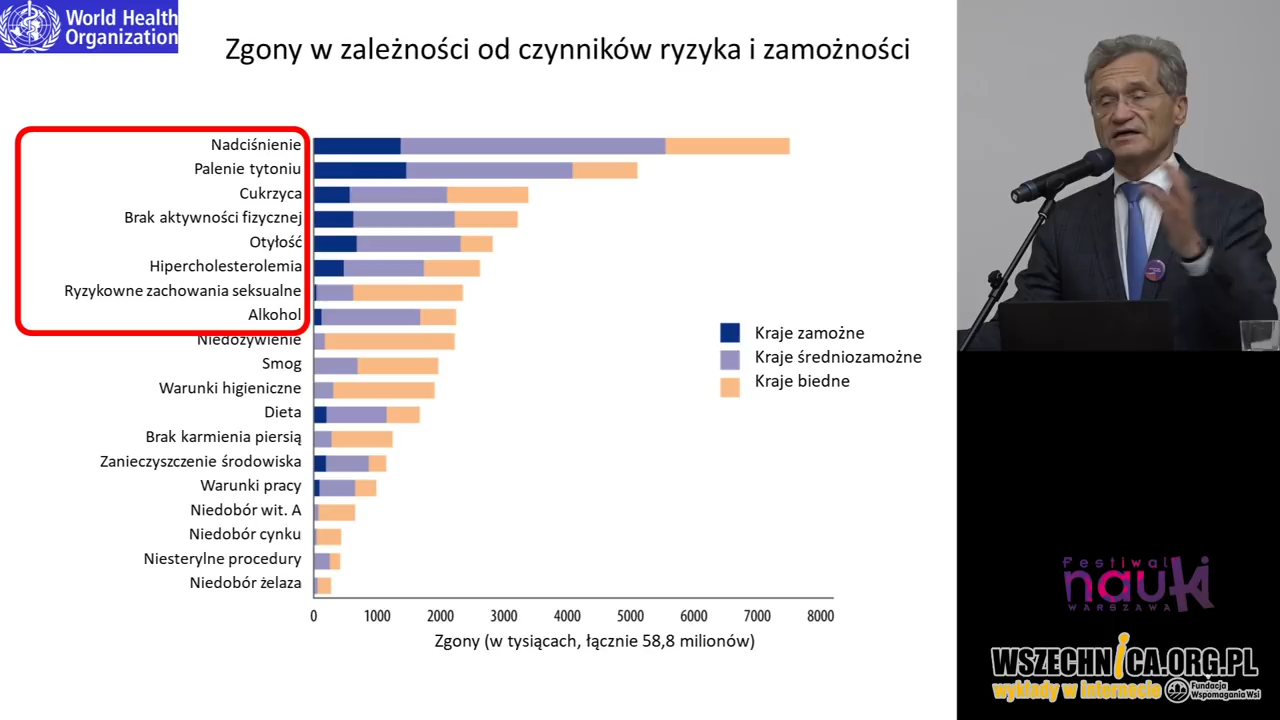 World Health
Organization
Zgony w zależności od czynników ryzyka i zamożności
Nadciśnienie
Palenie tytoniu
Cukrzyca
Brak aktywności fizycznej
Otyłość
Hipercholesterolemia
Ryzykowne zachowania seksualne
Alkohol
Niedożywienie
Smog
Warunki higieniczne
Dieta
Brak karmienia piersią
Zanieczyszczenie środowiska
Warunki pracy
Niedobór wit. A
Niedobór cynku
Niesterylne procedury
Niedobór żelaza
Kraje zamożne
Kraje średniozamożne
Kraje biedne
0 1000 2000 3000 4000 5000 6000 7000 8000
Zgony (w tysiącach, łącznie 58,8 milionów)
Festiwal
nauki
WARSZAWA
WSZECHNICA.ORG.PL
wykłady w internecie
Fundacja
Wspomagania Wsi